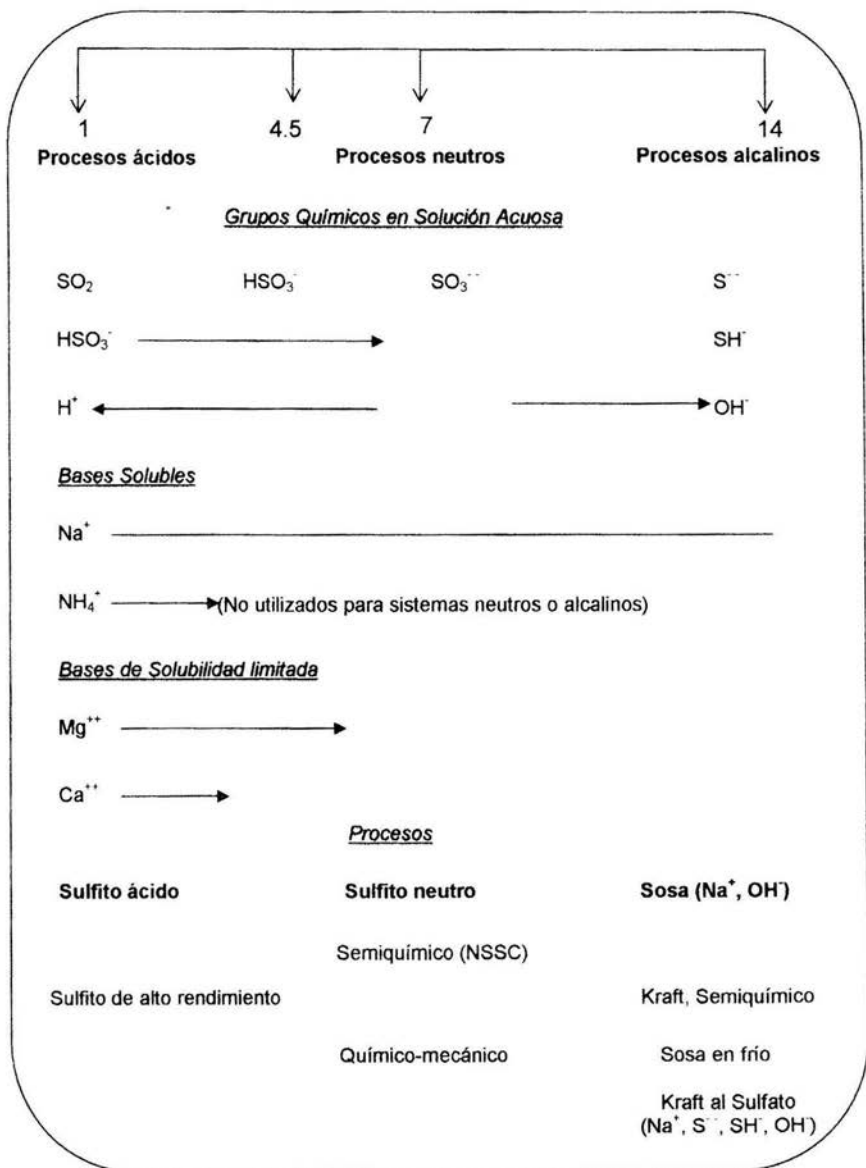 1 4.5 7 14
Procesos ácidos Procesos neutros Procesos alcalinos
Grupos Químicos en Solución Acuosa
SO₂ HSO₃⁻ SO₃⁻⁻ S⁻⁻
HSO₃⁻ SH⁻
H⁺ OH⁻
Bases Solubles
Na⁺
NH₄⁺ (No utilizados para sistemas neutros o alcalinos)
Bases de Solubilidad limitada
Mg⁺⁺
Ca⁺⁺
Procesos
Sulfito ácido Sulfito neutro Sosa (Na⁺, OH⁻)
Semiquímico (NSSC)
Sulfito de alto rendimiento Kraft, Semiquímico
Químico-mecánico Sosa en frío
Kraft al Sulfato
(Na⁺, S⁻⁻, SH⁻, OH⁻)